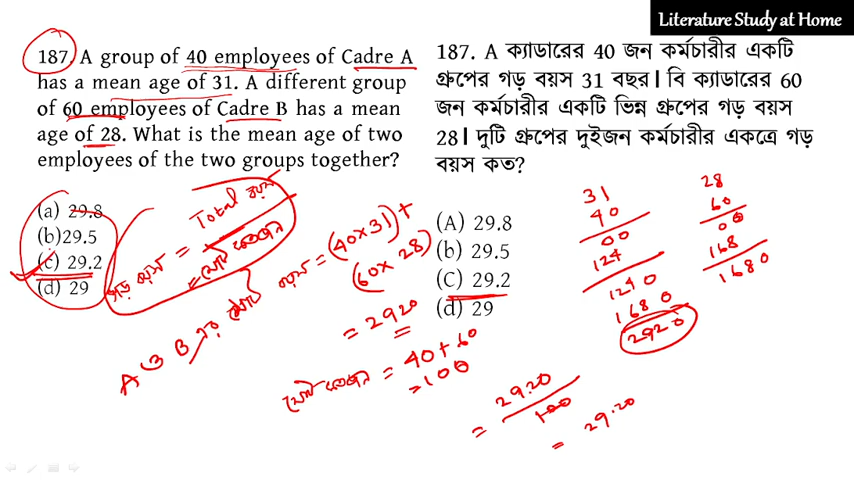 Literature Study at Home
187. A group of 40 employees of Cadre A
has a mean age of 31. A different group
of 60 employees of Cadre B has a mean
age of 28. What is the mean age of two
employees of the two groups together?
(a) 29.8
(b)29.5
(c) 29.2
(d) 29
গড় বয়স = Total বয়স
A ও B এর মোট বয়স = (40×31) +
(60 × 28)
= 2920
= 40 + 60
= 100
187. A ক্যাডারের 40 জন কর্মচারীর একটি
গ্রুপের গড় বয়স 31 বছর। বি ক্যাডারের 60
জন কর্মচারীর একটি ভিন্ন গ্রুপের গড় বয়স
28। দুটি গ্রুপের দুইজন কর্মচারীর একত্রে গড়
বয়স কত?
(A) 29.8
(b) 29.5
(C) 29.2
(d) 29
31
40
00
124
1240
1680
2920
28
60
00
168
1680
= 29.20
100
= 29.20